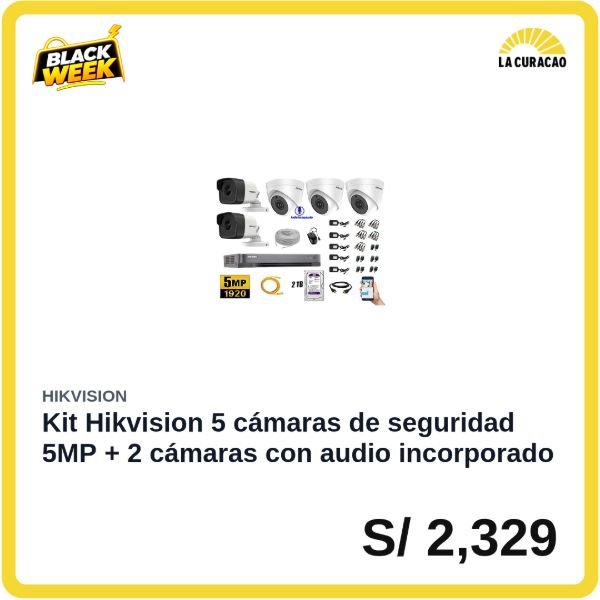 BLACK
WEEK
LA CURACAO
5MP
1920
2 TB
HIKVISION
Kit Hikvision 5 cámaras de seguridad
5MP + 2 cámaras con audio incorporado
S/ 2,329